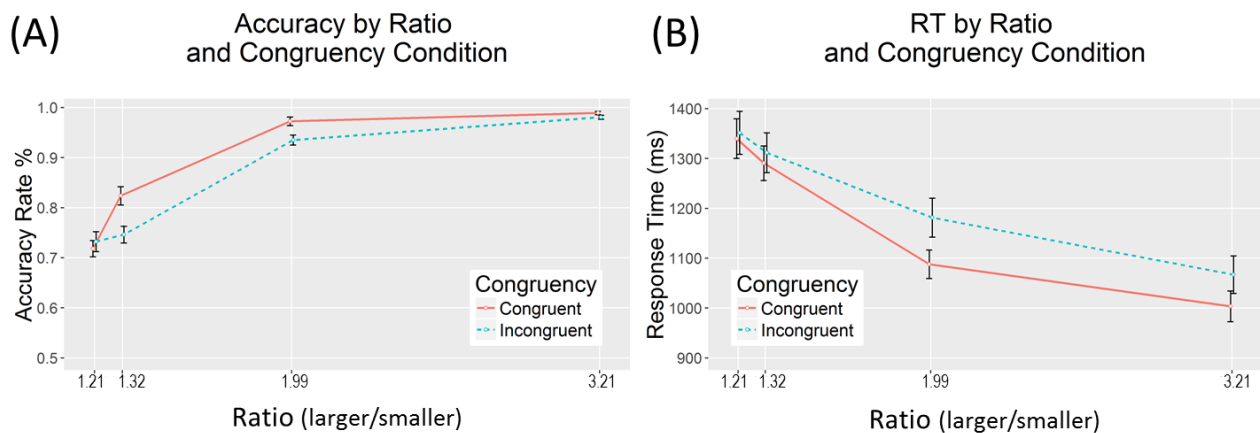 (A)
Accuracy by Ratio
and Congruency Condition
Accuracy Rate %
1.0
0.9
0.8
0.7
0.6
0.5
Congruency
Congruent
Incongruent
1.21 1.32 1.99 3.21
Ratio (larger/smaller)
(B)
RT by Ratio
and Congruency Condition
Response Time (ms)
1400
1300
1200
1100
1000
900
Congruency
Congruent
Incongruent
1.21 1.32 1.99 3.21
Ratio (larger/smaller)